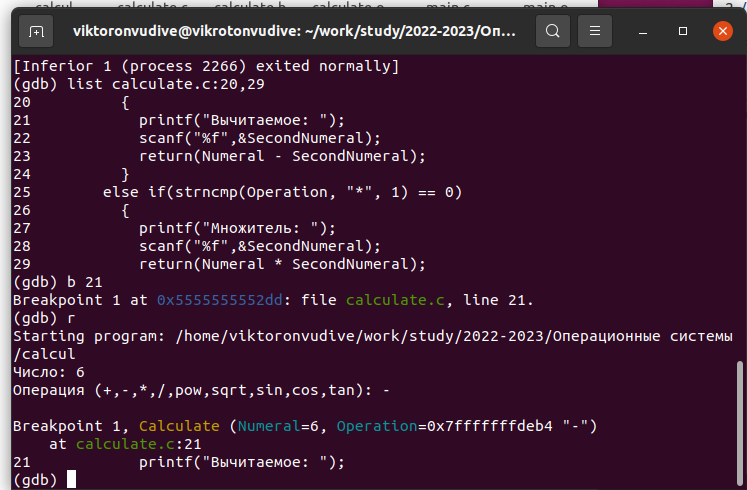 viktoronvudive@vikrotonvudive: ~/work/study/2022-2023/Оп...
[Inferior 1 (process 2266) exited normally]
(gdb) list calculate.c:20,29
20          {
21            printf("Вычитаемое: ");
22            scanf("%f",&SecondNumeral);
23            return(Numeral - SecondNumeral);
24          }
25        else if(strncmp(Operation, "*", 1) == 0)
26          {
27            printf("Множитель: ");
28            scanf("%f",&SecondNumeral);
29            return(Numeral * SecondNumeral);
(gdb) b 21
Breakpoint 1 at 0x5555555552dd: file calculate.c, line 21.
(gdb) r
Starting program: /home/viktoronvudive/work/study/2022-2023/Операционные системы
/calcul
Число: 6
Операция (+,-,*,/,pow,sqrt,sin,cos,tan): -
Breakpoint 1, Calculate (Numeral=6, Operation=0x7fffffffdeb4 "-")
    at calculate.c:21
21            printf("Вычитаемое: ");
(gdb)